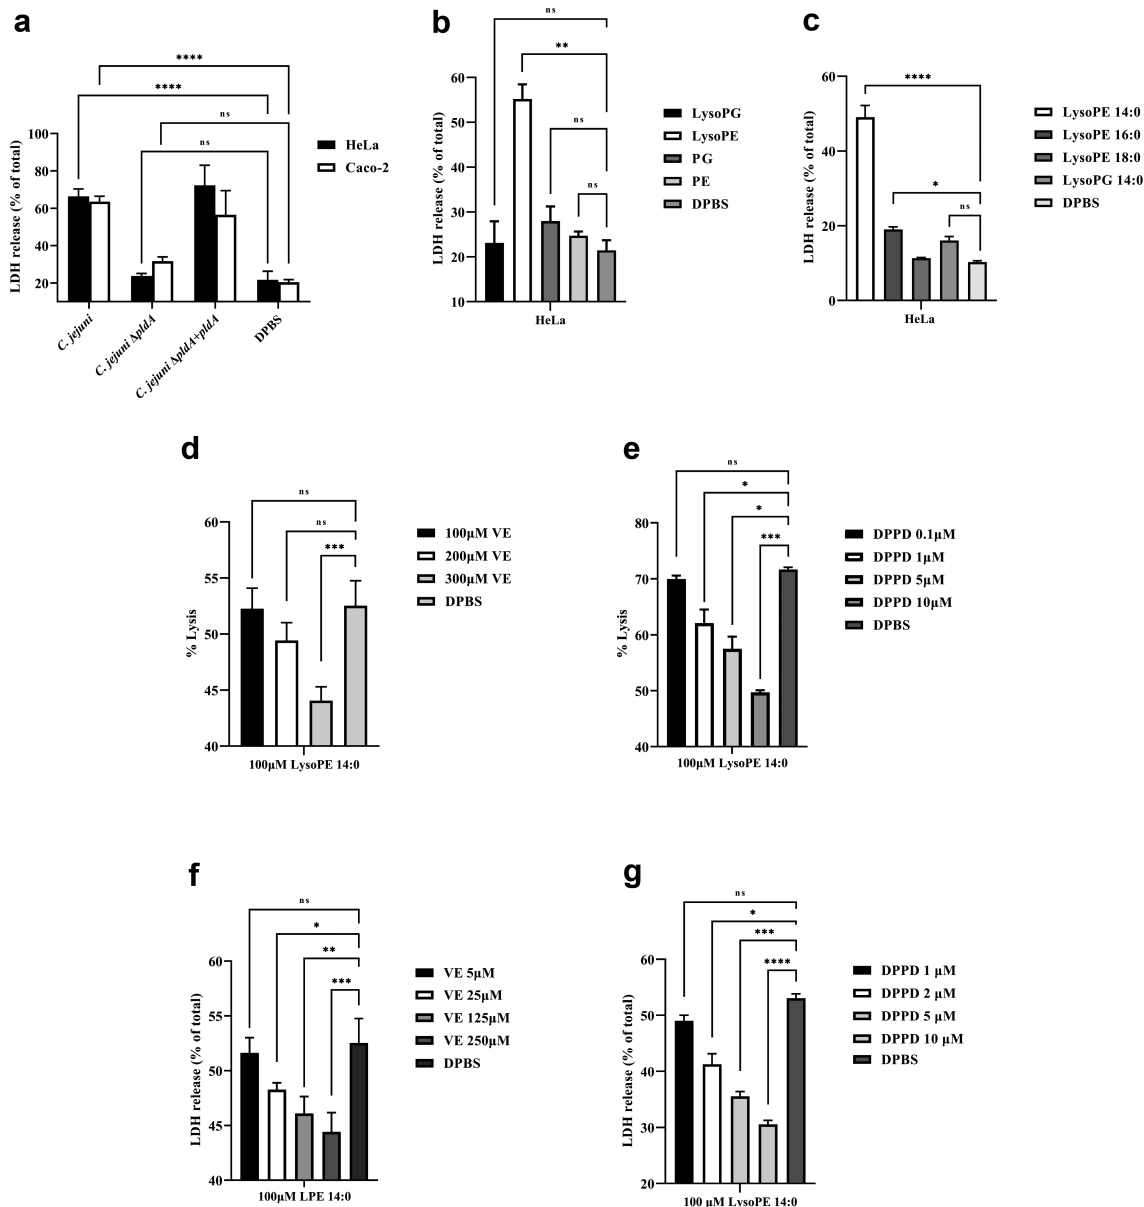 a
LDH release (% of total)
100
80
60
40
20
****
****
ns
ns
HeLa
Caco-2
C. jejuni
C. jejuni ΔpldA
C. jejuni ΔpldA+pldA
DPBS
b
LDH release (% of total)
60
50
40
30
20
10
ns
**
ns
ns
HeLa
LysoPG
LysoPE
PG
PE
DPBS
c
LDH release (% of total)
60
40
20
0
****
*
ns
HeLa
LysoPE 14:0
LysoPE 16:0
LysoPE 18:0
LysoPG 14:0
DPBS
d
% Lysis
60
55
50
45
40
ns
ns
***
100μM LysoPE 14:0
100μM VE
200μM VE
300μM VE
DPBS
e
% Lysis
80
70
60
50
40
ns
*
*
***
100μM LysoPE 14:0
DPPD 0.1μM
DPPD 1μM
DPPD 5μM
DPPD 10μM
DPBS
f
LDH release (% of total)
60
55
50
45
40
ns
*
**
***
100μM LPE 14:0
VE 5μM
VE 25μM
VE 125μM
VE 250μM
DPBS
g
LDH release (% of total)
60
50
40
30
20
ns
*
***
****
100 μM LysoPE 14:0
DPPD 1 μM
DPPD 2 μM
DPPD 5 μM
DPPD 10 μM
DPBS